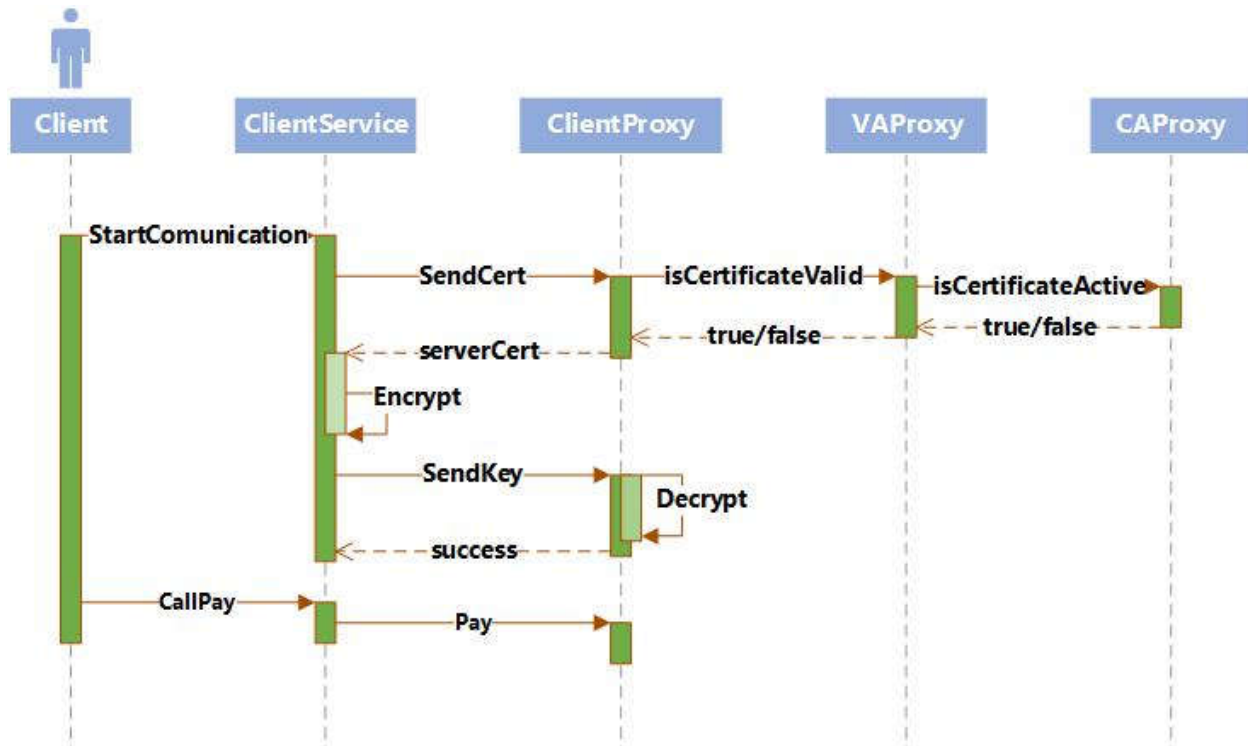 Client
ClientService
ClientProxy
VAProxy
CAProxy
StartComunication
SendCert
isCertificateValid
isCertificateActive
true/false
true/false
serverCert
Encrypt
SendKey
Decrypt
success
CallPay
Pay